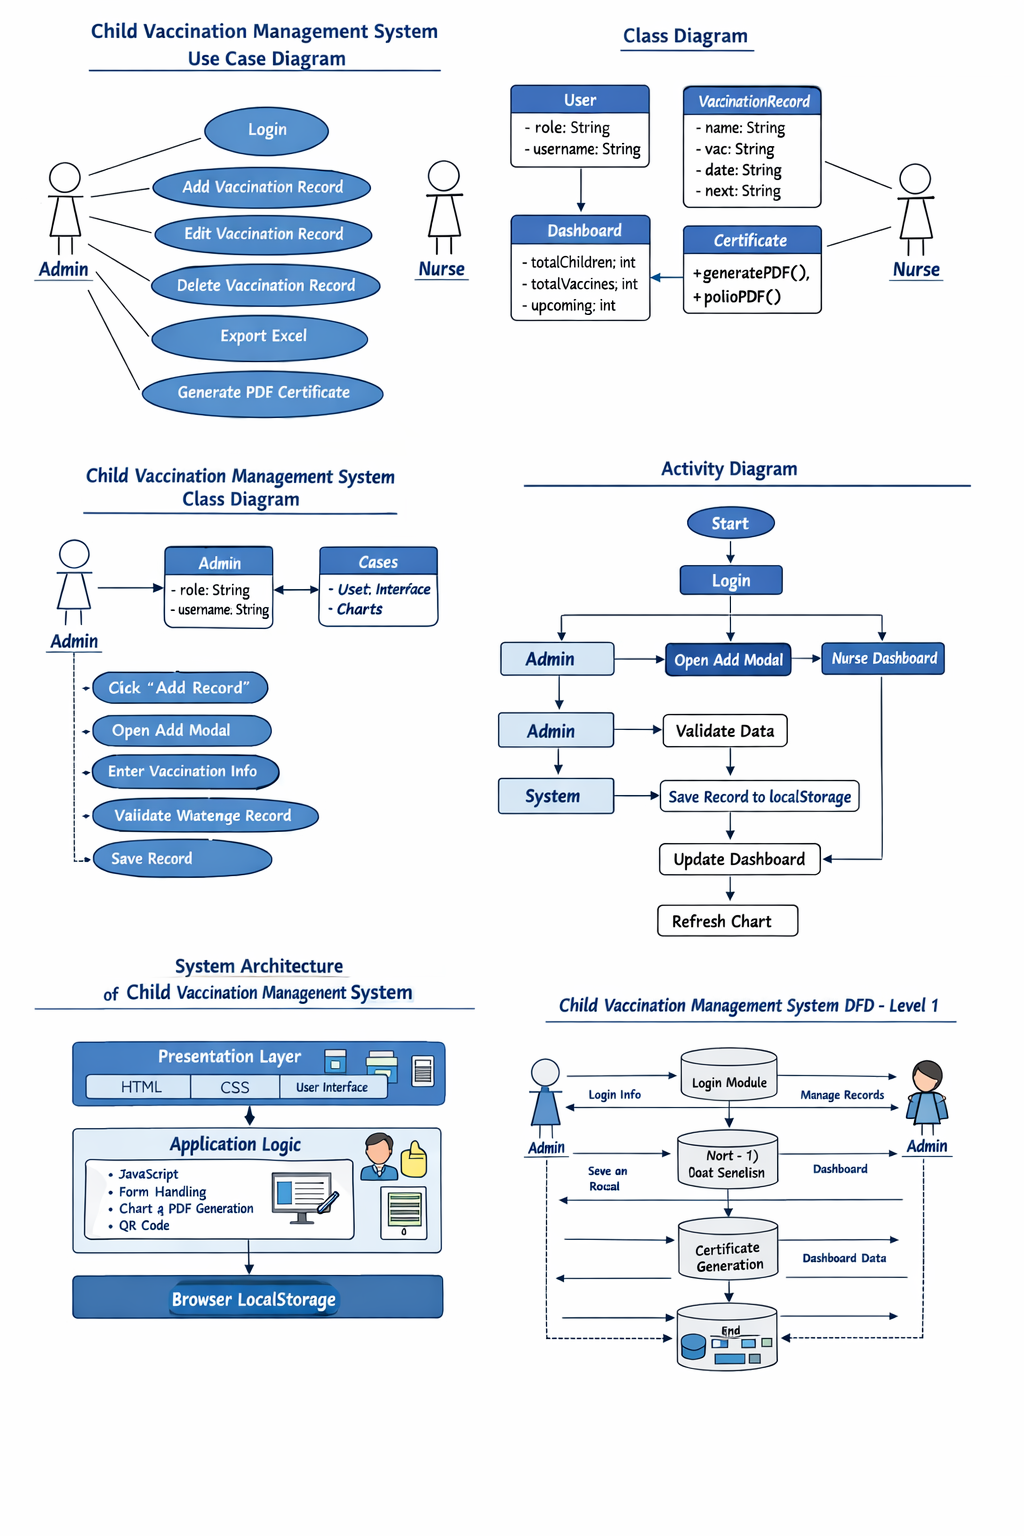 Child Vaccination Management System
Use Case Diagram
Login
Add Vaccination Record
Edit Vaccination Record
Delete Vaccination Record
Export Excel
Generate PDF Certificate
Admin
Nurse
Class Diagram
User
- role: String
- username: String
VaccinationRecord
- name: String
- vac: String
- date: String
- next: String
Dashboard
- totalChildren; int
- totalVaccines; int
- upcoming: int
Certificate
+ generatePDF(),
+ polioPDF()
Nurse
Child Vaccination Management System
Class Diagram
Admin
Admin
- role: String
- username: String
Cases
- Uset: Interface
- Charts
Cick “Add Record”
Open Add Modal
Enter Vaccination Info
Vaiidate Watenge Record
Save Record
Activity Diagram
Start
Login
Admin
Open Add Modal
Nurse Dashboard
Admin
Validate Data
System
Save Record to localStorage
Update Dashboard
Refresh Chart
System Architecture
of Child Vaccination Managenent System
Presentation Layer
HTML
CSS
User Interface
Application Logic
• JavaScript
• Form Handling
• Chart & PDF Generation
• QR Code
Browser LocalStorage
Child Vaccination Management System DFD - Level 1
Admin
Admin
Login Module
Login Info
Manage Records
Nort - 1)
Doat Senelisn
Seve an
Rousal
Dashboard
Certificate
Generation
Dashboard Data
End